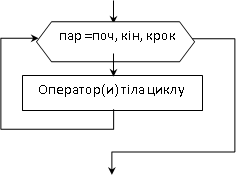 пар =поч, кін, крок
Оператор(и) тіла циклу